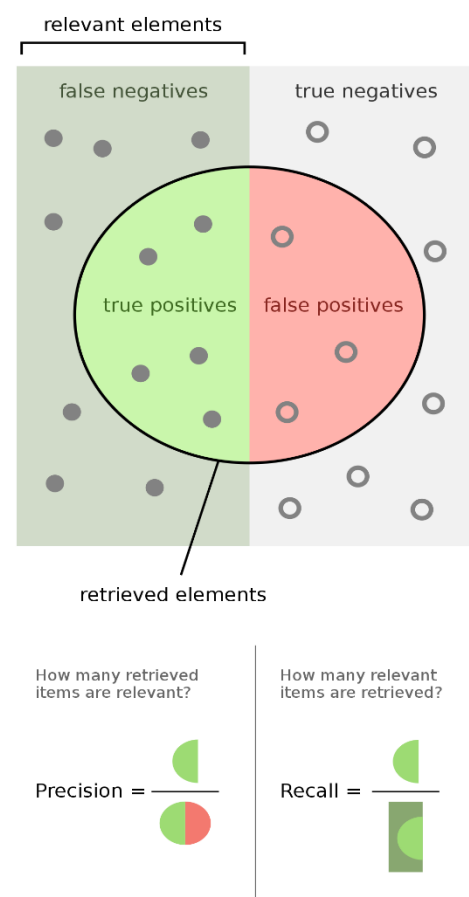 relevant elements
false negatives
true negatives
true positives
false positives
retrieved elements
How many retrieved
items are relevant?
Precision =
How many relevant
items are retrieved?
Recall =